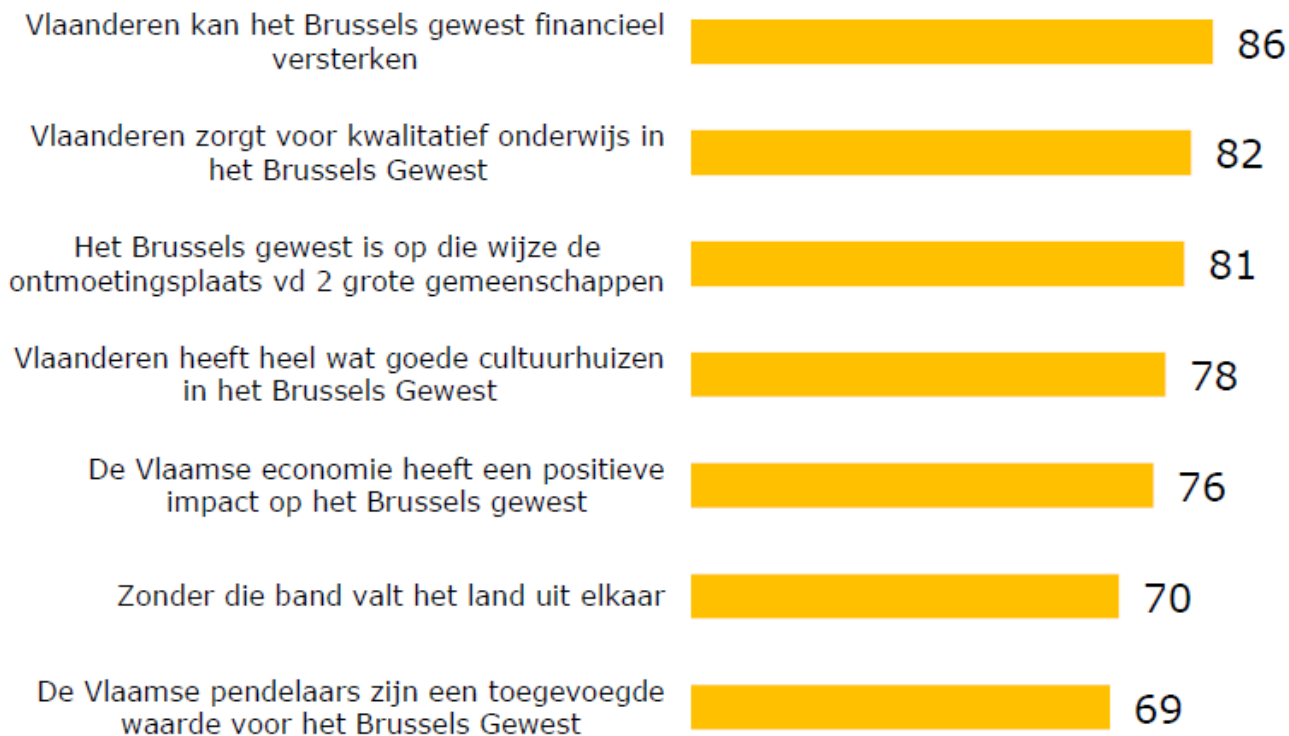 Vlaanderen kan het Brussels gewest financieel
versterken
86
Vlaanderen zorgt voor kwalitatief onderwijs in
het Brussels Gewest
82
Het Brussels gewest is op die wijze de
ontmoetingsplaats vd 2 grote gemeenschappen
81
Vlaanderen heeft heel wat goede cultuurhuizen
in het Brussels Gewest
78
De Vlaamse economie heeft een positieve
impact op het Brussels gewest
76
Zonder die band valt het land uit elkaar
70
De Vlaamse pendelaars zijn een toegevoegde
waarde voor het Brussels Gewest
69